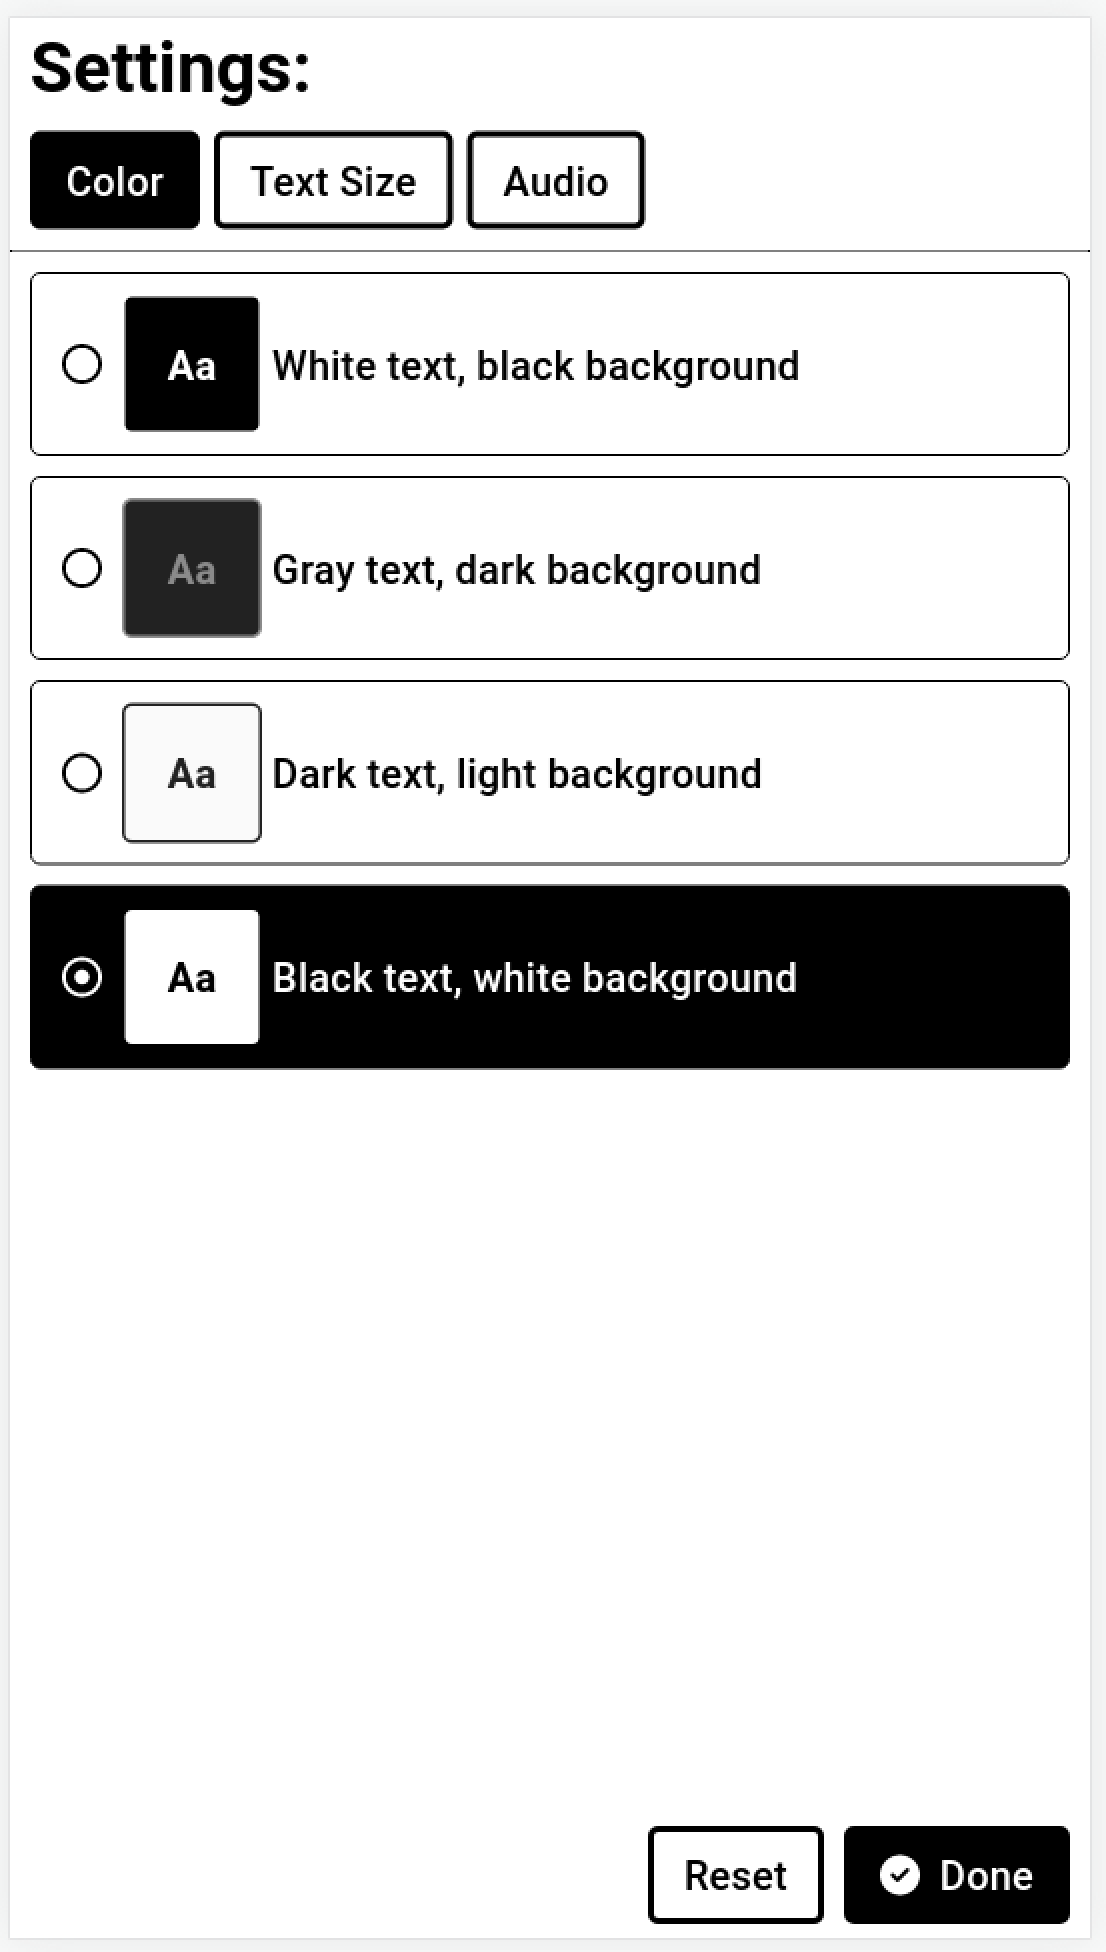 Settings:
Color Text Size Audio
Aa White text, black background
Aa Gray text, dark background
Aa Dark text, light background
Aa Black text, white background
Reset Done